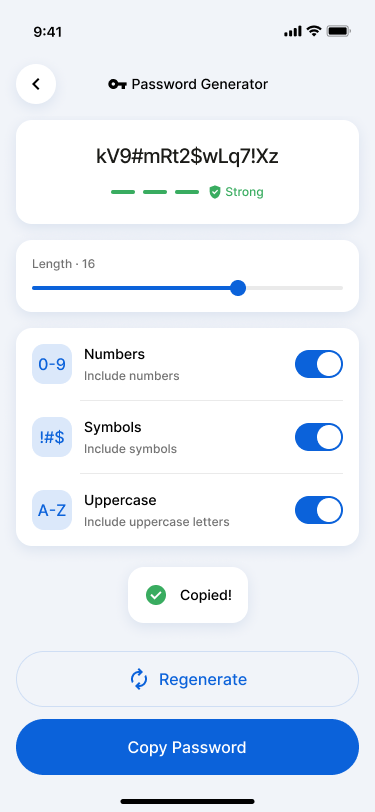 9:41
Password Generator
kV9#mRt2$wLq7!Xz
Strong
Length · 16
0-9
Numbers
Include numbers
!#$
Symbols
Include symbols
A-Z
Uppercase
Include uppercase letters
Copied!
Regenerate
Copy Password